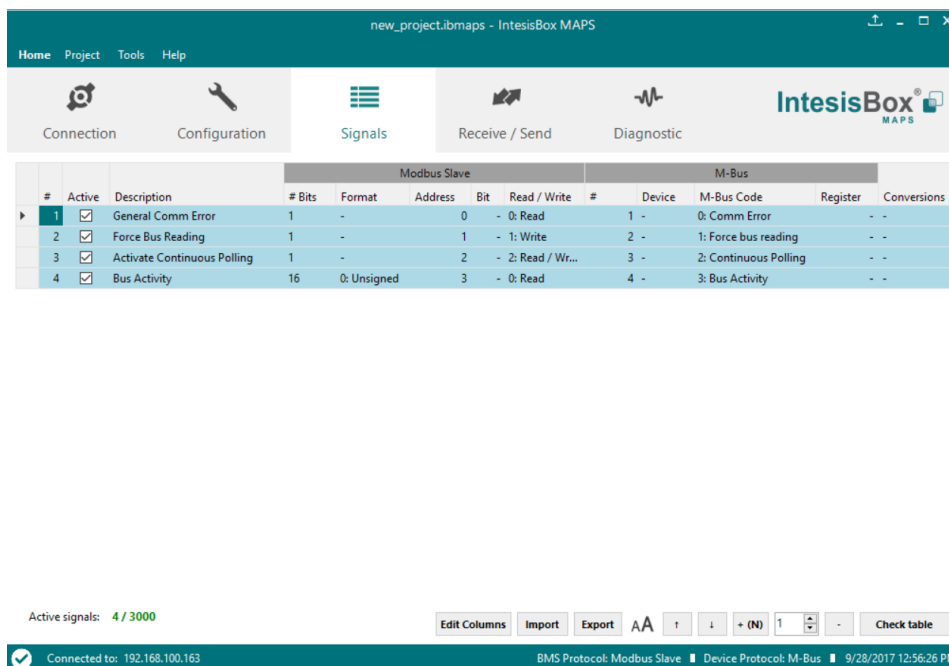 new_project.ibmaps - IntesisBox MAPS
Home Project Tools Help
Connection Configuration Signals Receive / Send Diagnostic
IntesisBox®
MAPS
Modbus Slave M-Bus
# Active Description # Bits Format Address Bit Read / Write # Device M-Bus Code Register Conversions
1 General Comm Error 1 - 0 - 0: Read 1 - 0: Comm Error - -
2 Force Bus Reading 1 - 1 - 1: Write 2 - 1: Force bus reading - -
3 Activate Continuous Polling 1 - 2 - 2: Read / Wr... 3 - 2: Continuous Polling - -
4 Bus Activity 16 0: Unsigned 3 - 0: Read 4 - 3: Bus Activity - -
Active signals: 4 / 3000
Edit Columns Import Export AA ↑ ↓ + (N) 1 - Check table
Connected to: 192.168.100.163 BMS Protocol: Modbus Slave Device Protocol: M-Bus 9/28/2017 12:56:26